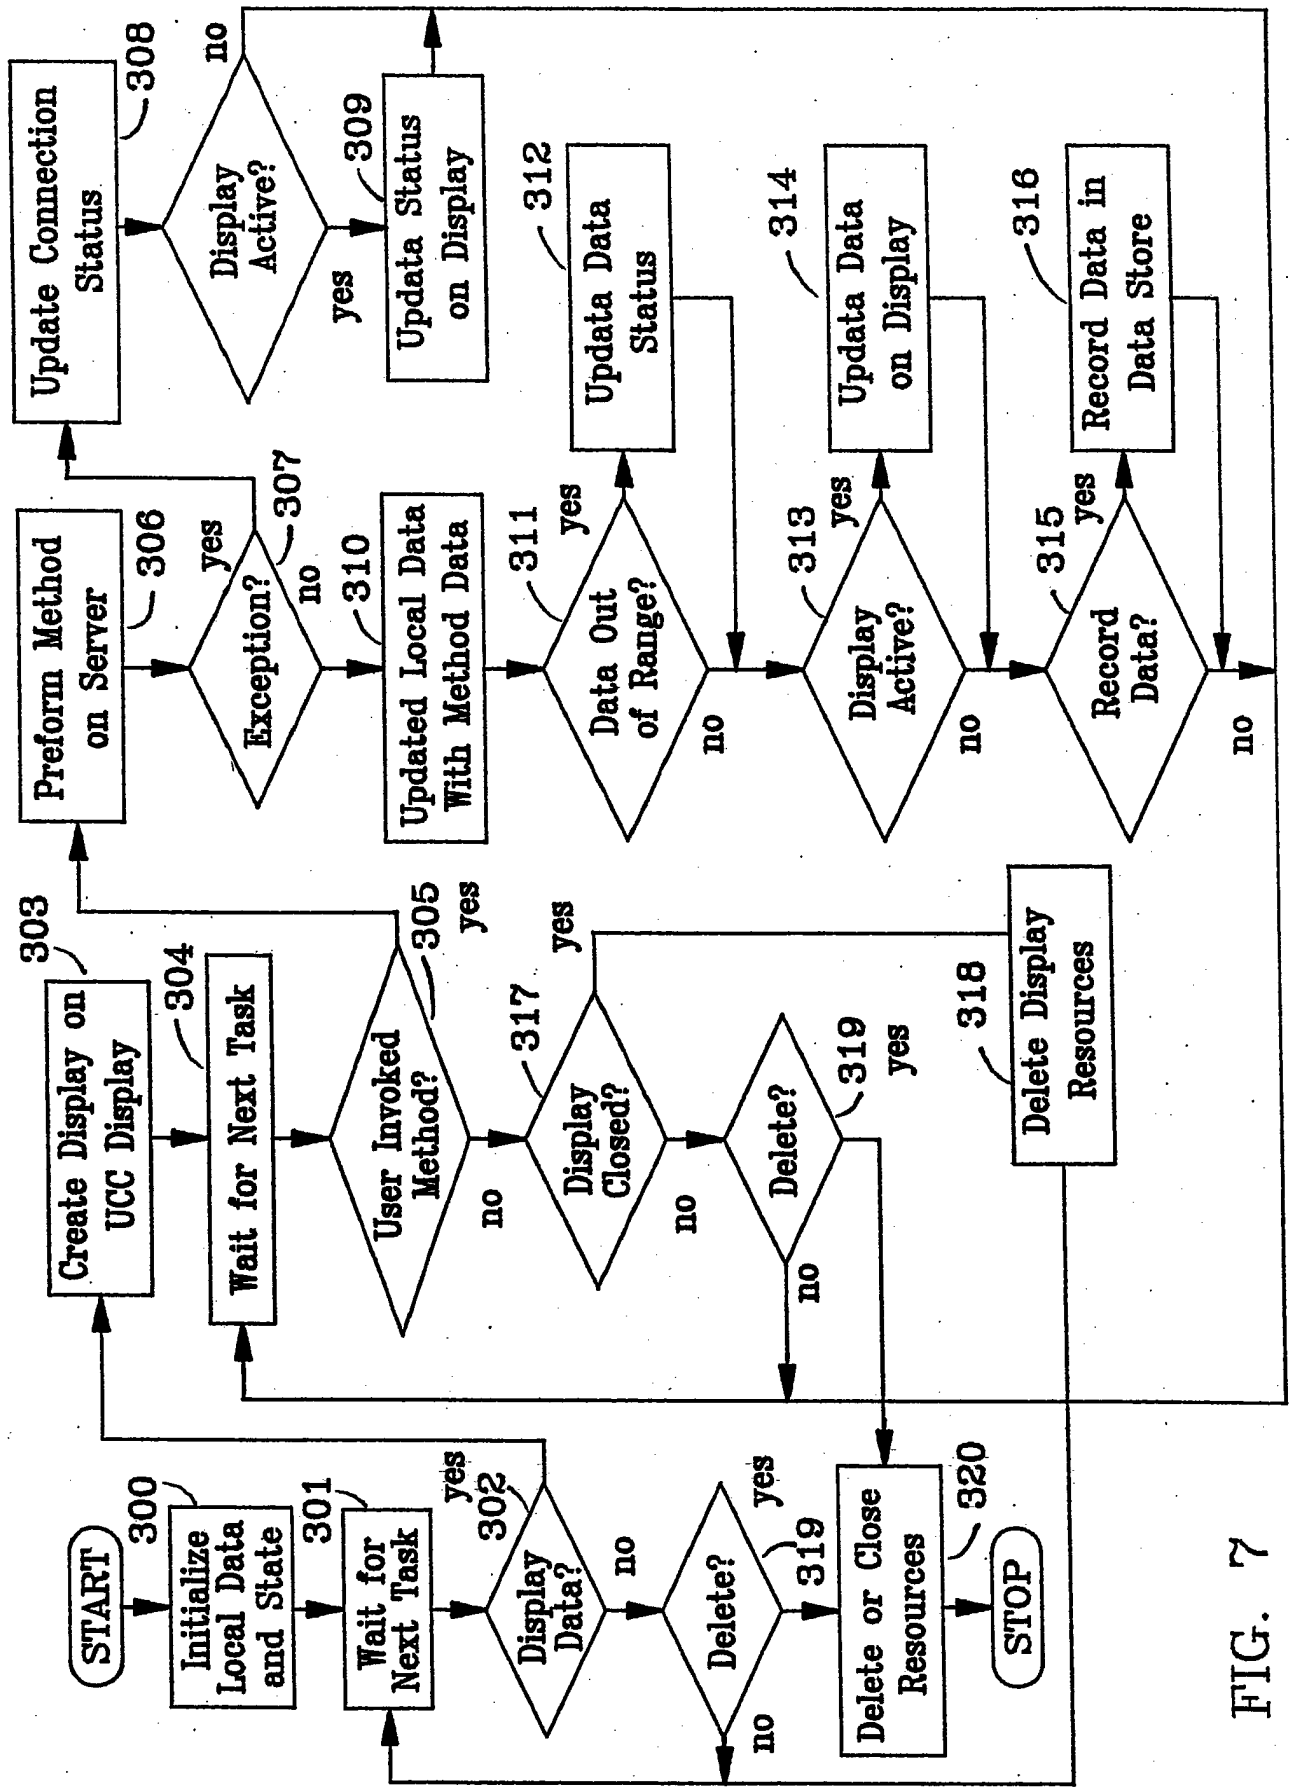 START
300
Initialize
Local Data
and State
301
Wait for
Next Task
yes
302
Display
Data?
no
Delete?
yes
319
no
Delete or Close
Resources
320
STOP
303
Create Display on
UCC Display
304
Wait for Next Task
User Invoked
Method?
305
yes
no
317
Display
Closed?
yes
no
Delete?
319
yes
no
318
Delete Display
Resources
Preform Method
on Server
306
yes
Exception?
307
no
310
Updated Local Data
With Method Data
311
Data Out
of Range?
yes
no
313
Display
Active?
yes
no
315
Record
Data?
yes
no
Update Connection
Status
308
no
Display
Active?
yes
309
Updata Status
on Display
312
Updata Data
Status
314
Updata Data
on Display
316
Record Data in
Data Store
FIG. 7